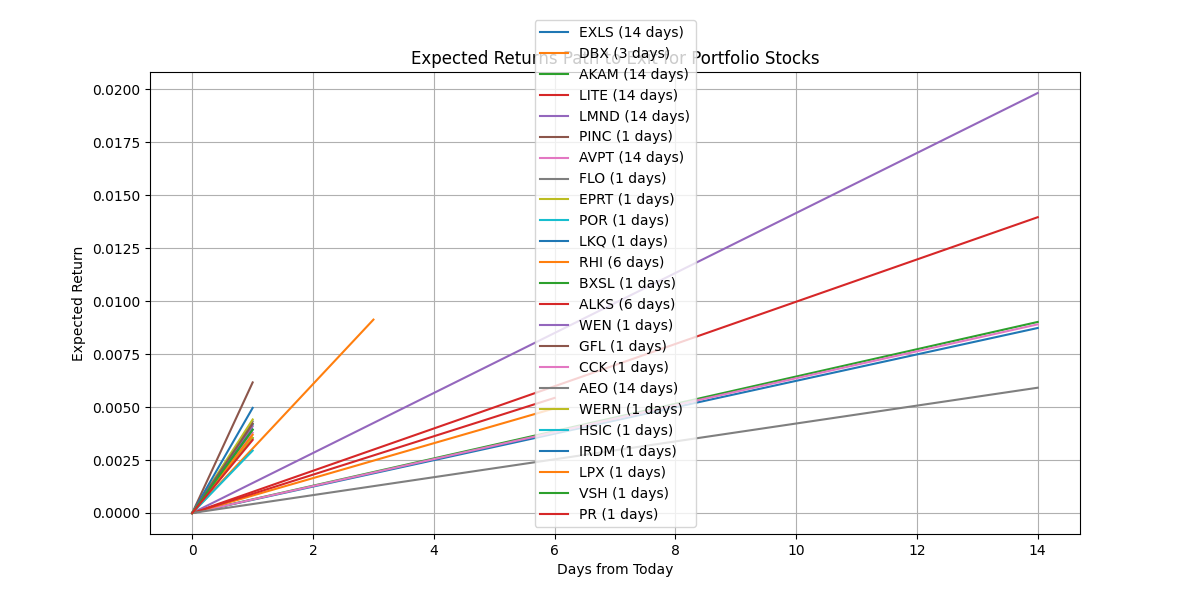 Expected Returns Path to Exit for Portfolio Stocks
EXLS (14 days)
DBX (3 days)
AKAM (14 days)
LITE (14 days)
LMND (14 days)
PINC (1 days)
AVPT (14 days)
FLO (1 days)
EPRT (1 days)
POR (1 days)
LKQ (1 days)
RHI (6 days)
BXSL (1 days)
ALKS (6 days)
WEN (1 days)
GFL (1 days)
CCK (1 days)
AEO (14 days)
WERN (1 days)
HSIC (1 days)
IRDM (1 days)
LPX (1 days)
VSH (1 days)
PR (1 days)
Expected Return
0.0200
0.0175
0.0150
0.0125
0.0100
0.0075
0.0050
0.0025
0.0000
0 2 4 6 8 10 12 14
Days from Today